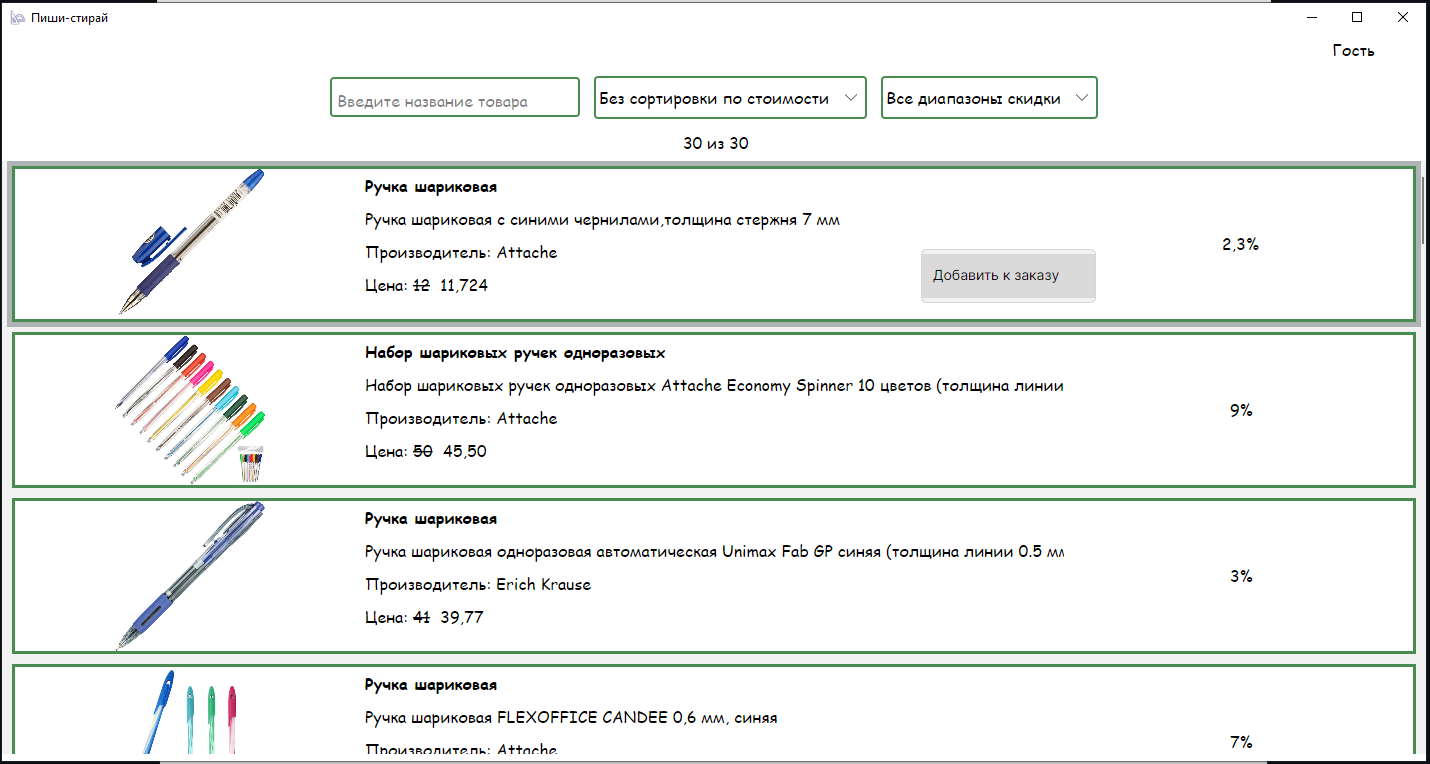 Пиши-стирай
Гость
Введите название товара
Без сортировки по стоимости
Все диапазоны скидки
30 из 30
Ручка шариковая
Ручка шариковая с синими чернилами,толщина стержня 7 мм
Производитель: Attache
Цена: 12 11,724
Добавить к заказу
2,3%
Набор шариковых ручек одноразовых
Набор шариковых ручек одноразовых Attache Economy Spinner 10 цветов (толщина линии
Производитель: Attache
Цена: 50 45,50
9%
Ручка шариковая
Ручка шариковая одноразовая автоматическая Unimax Fab GP синяя (толщина линии 0.5 мм
Производитель: Erich Krause
Цена: 41 39,77
3%
Ручка шариковая
Ручка шариковая FLEXOFFICE CANDEE 0,6 мм, синяя
Производитель: Attache
7%